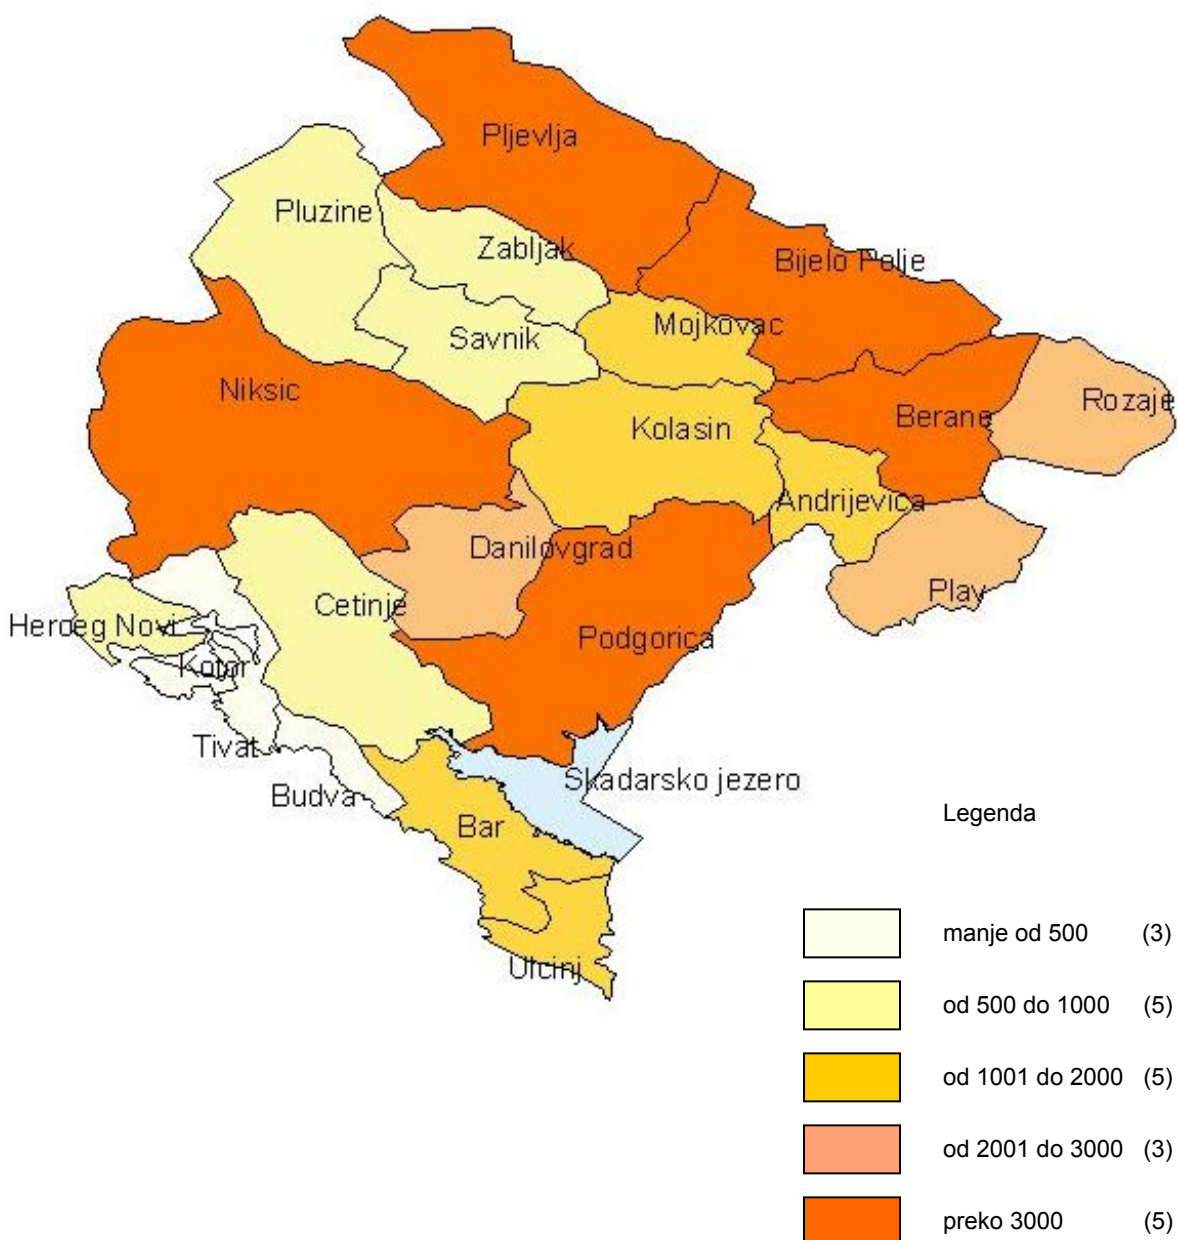 Pljevlja
Pluzine
Zabljak
Bijelo Polje
Mojkovac
Savnik
Niksic
Rozaje
Berane
Kolasin
Andrijevica
Danilovgrad
Plav
Cetinje
Herceg Novi
Podgorica
Kotor
Tivat
Skadarsko jezero
Budva
Bar
Ulcinj
Legenda
manje od 500 (3)
od 500 do 1000 (5)
od 1001 do 2000 (5)
od 2001 do 3000 (3)
preko 3000 (5)